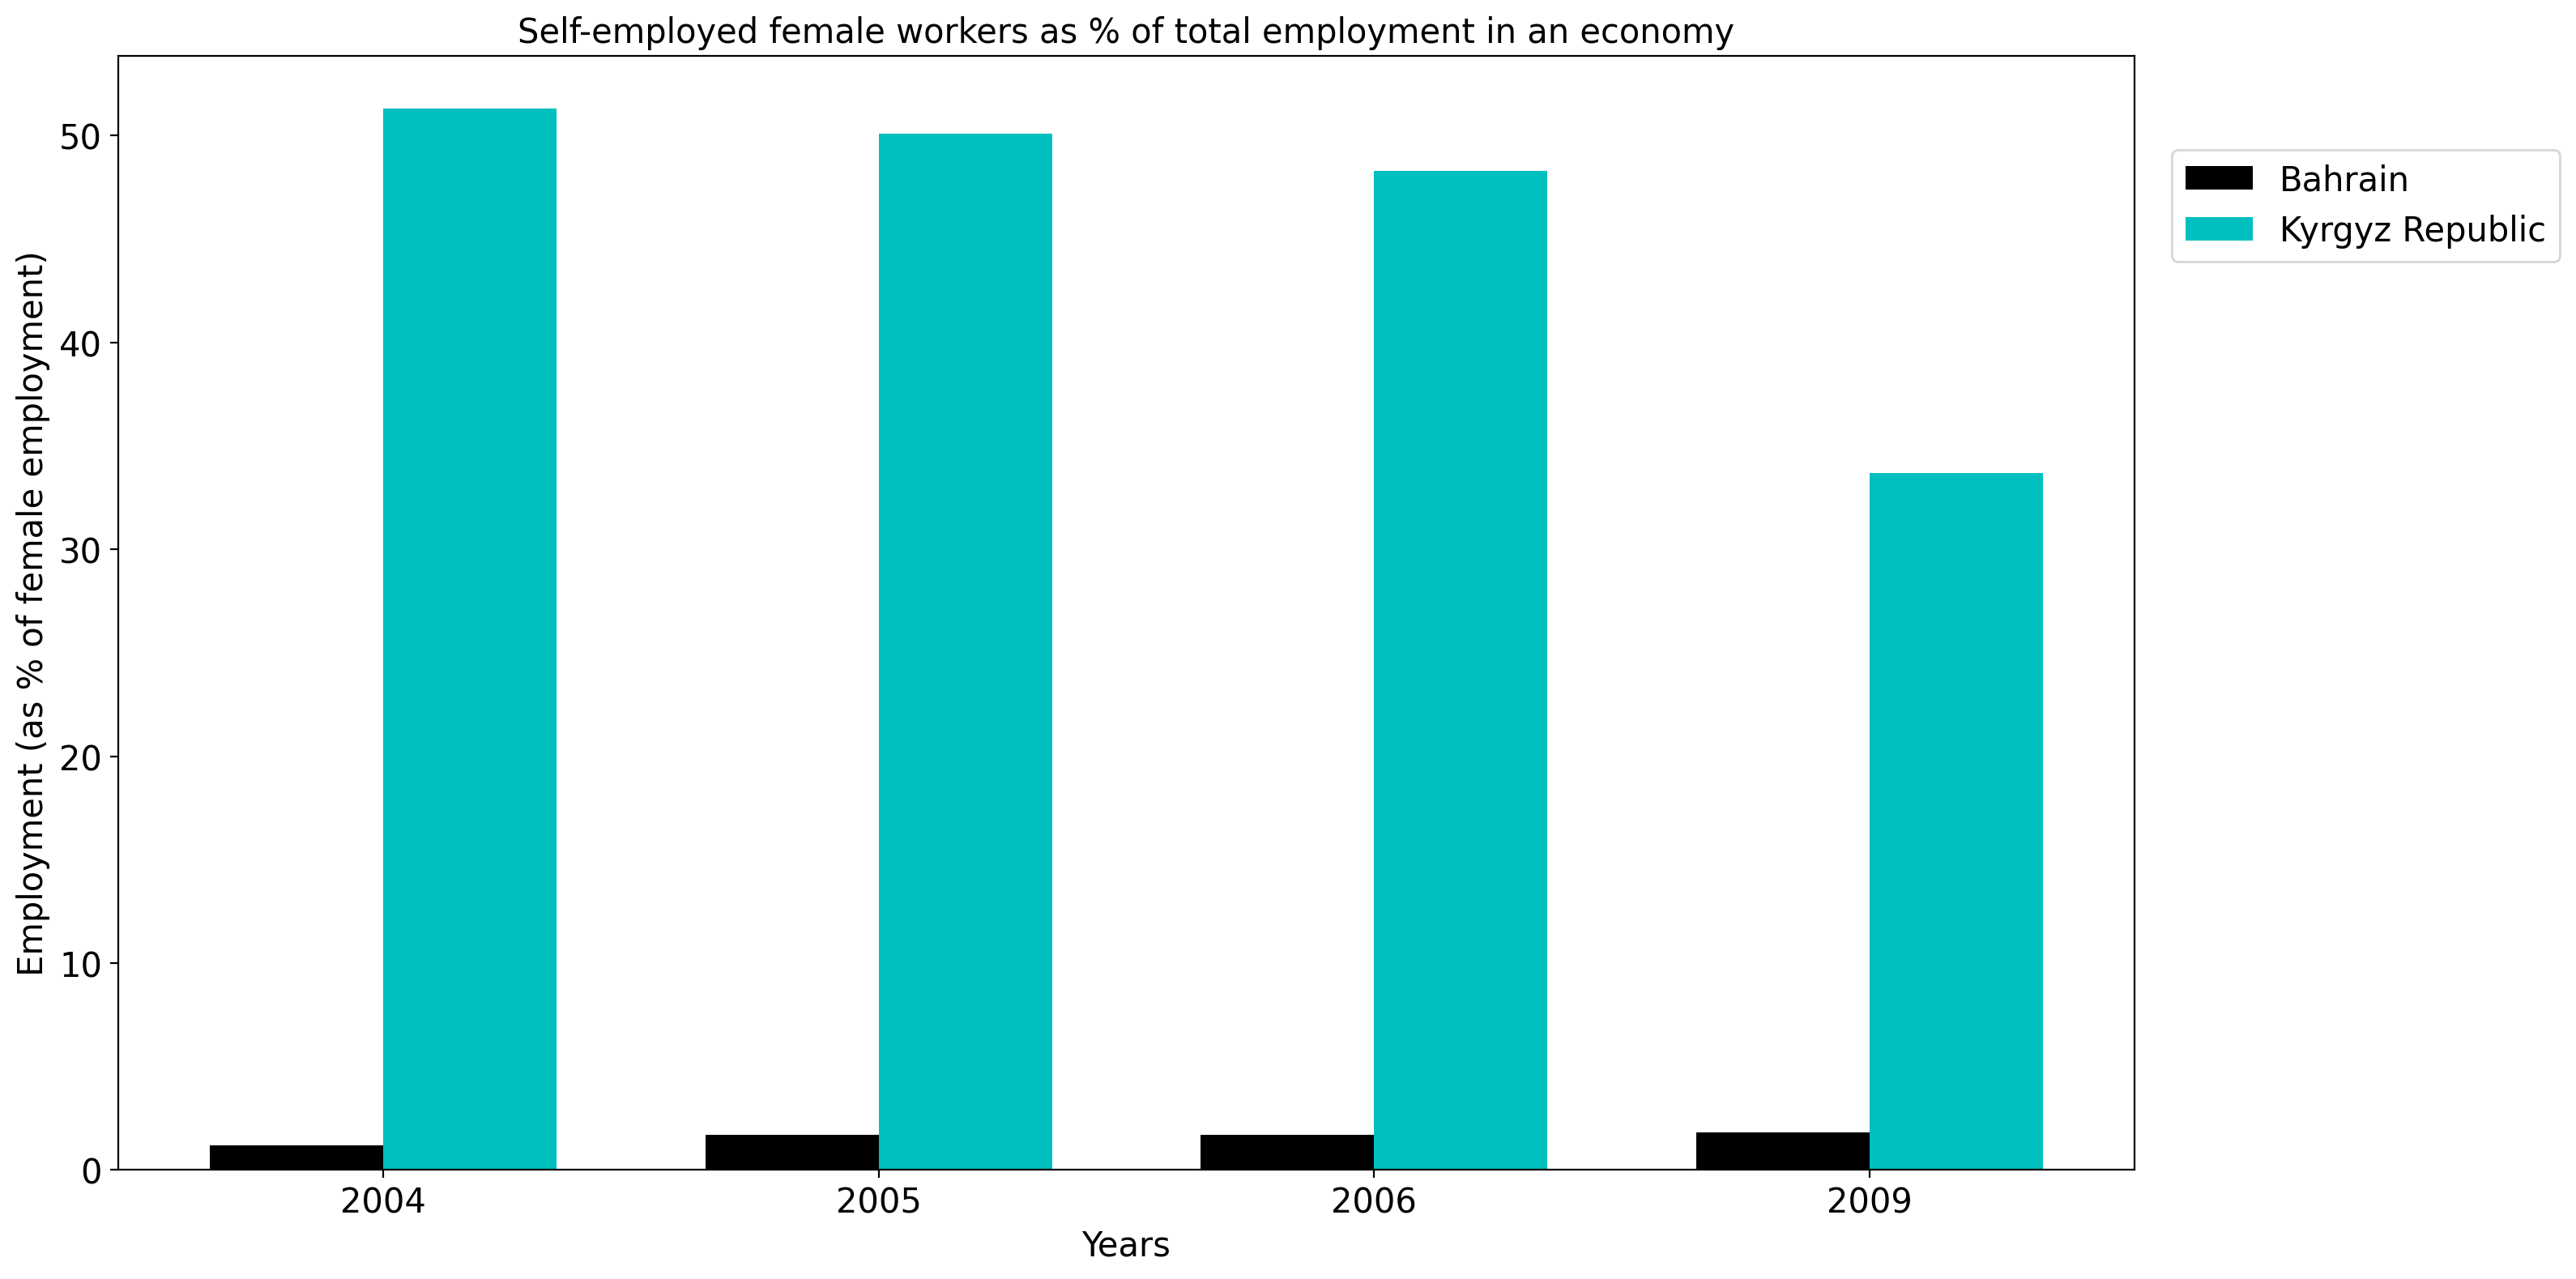 Self-employed female workers as % of total employment in an economy
Employment (as % of female employment)
50
40
30
20
10
0
2004 2005 2006 2009
Years
Bahrain
Kyrgyz Republic